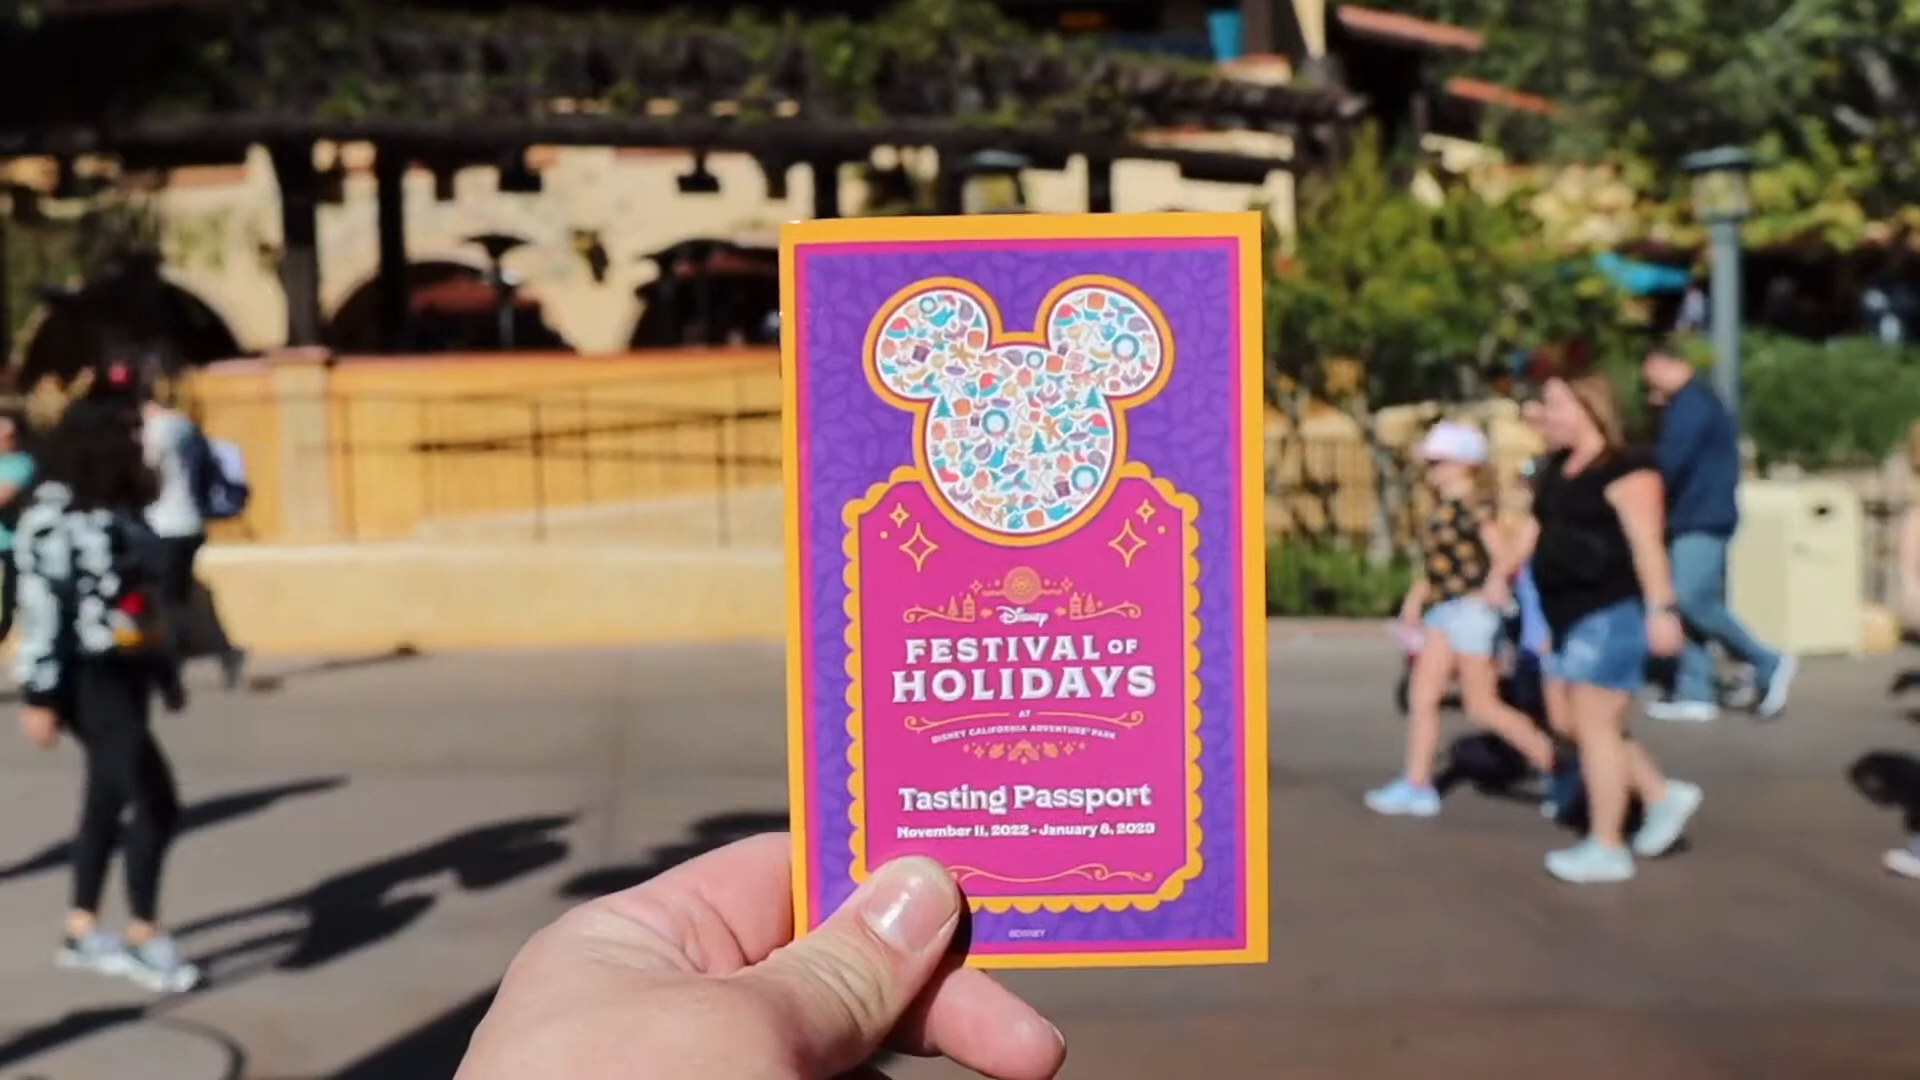 Disney
FESTIVAL OF
HOLIDAYS
AT
DISNEY CALIFORNIA ADVENTURE® PARK
Tasting Passport
November 11, 2022 - January 8, 2023
©DISNEY